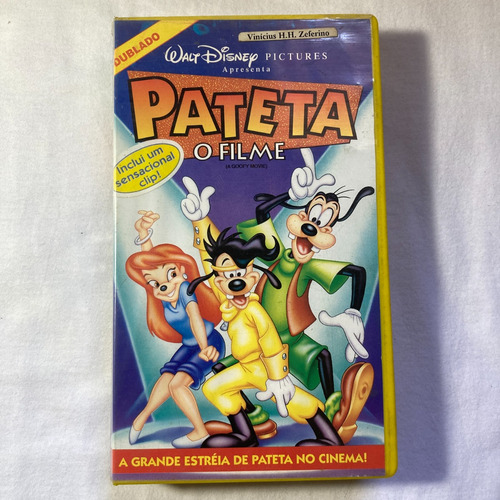 DUBLADO
Vinicius H.H. Zeferino
WALT DISNEY PICTURES
Apresenta
PATETA
O FILME
(A GOOFY MOVIE)
Inclui um
sensacional
clip!
A GRANDE ESTRÉIA DE PATETA NO CINEMA!